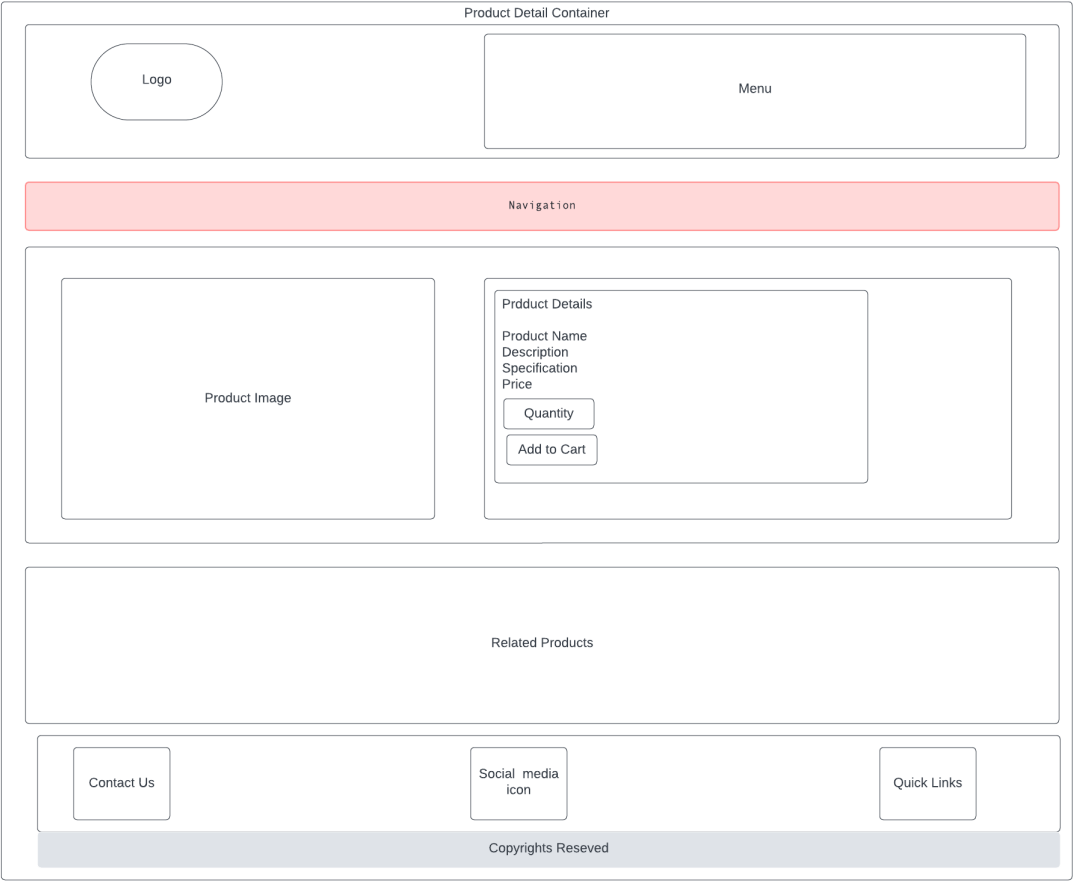 Product Detail Container
Logo
Menu
Navigation
Product Image
Prdduct Details
Product Name
Description
Specification
Price
Quantity
Add to Cart
Related Products
Contact Us
Social  media
icon
Quick Links
Copyrights Reseved